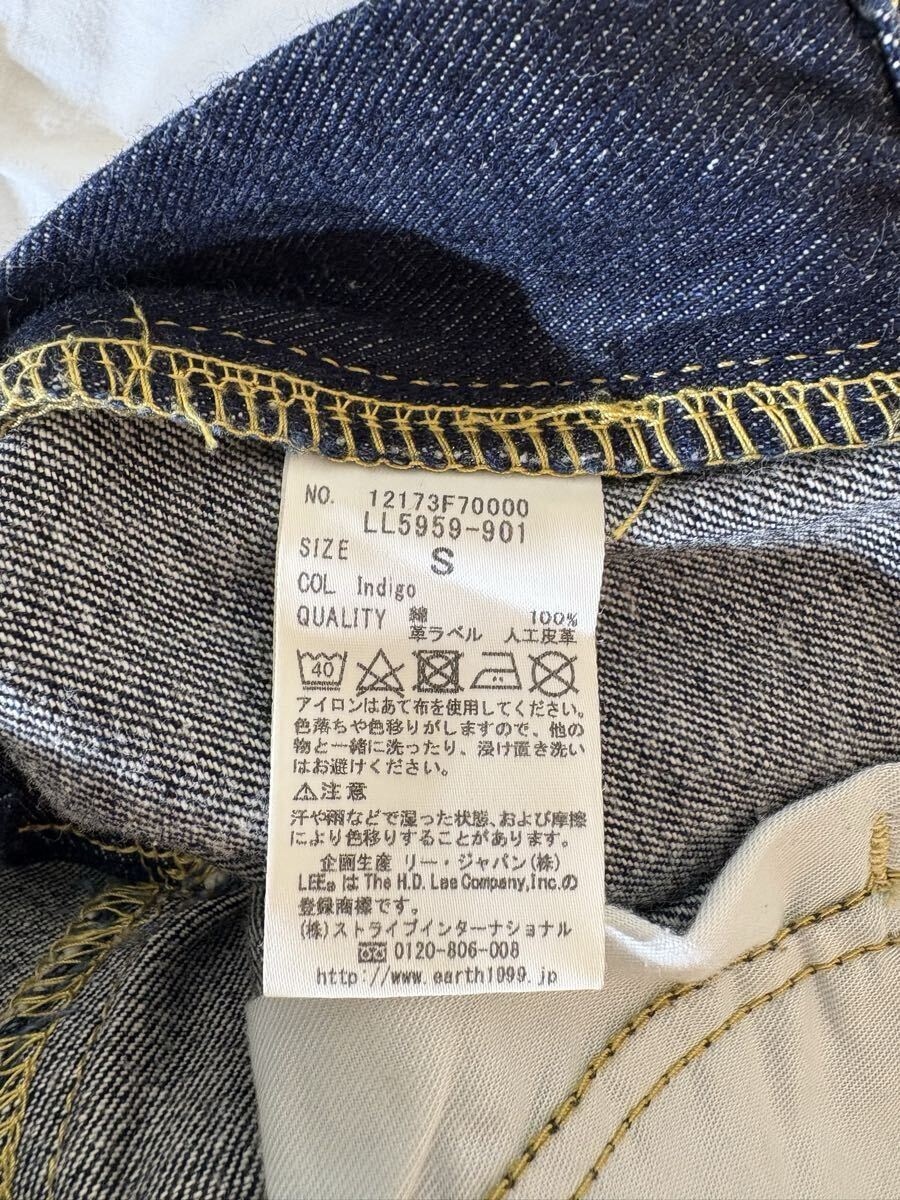 NO. 12173F70000
LL5959-901
SIZE S
COL Indigo
QUALITY 綿 100%
革ラベル 人工皮革
40
アイロンはあて布を使用してください。
色落ちや色移りがしますので、他の
物と一緒に洗ったり、浸け置き洗い
はお避けください。
⚠注意
汗や雨などで湿った状態、および摩擦
により色移りすることがあります。
企画生産 リー・ジャパン(株)
LEE® は The H.D. Lee Company, Inc.の
登録商標です。
(株)ストライプインターナショナル
0120-806-008
http://www.earth1099.jp